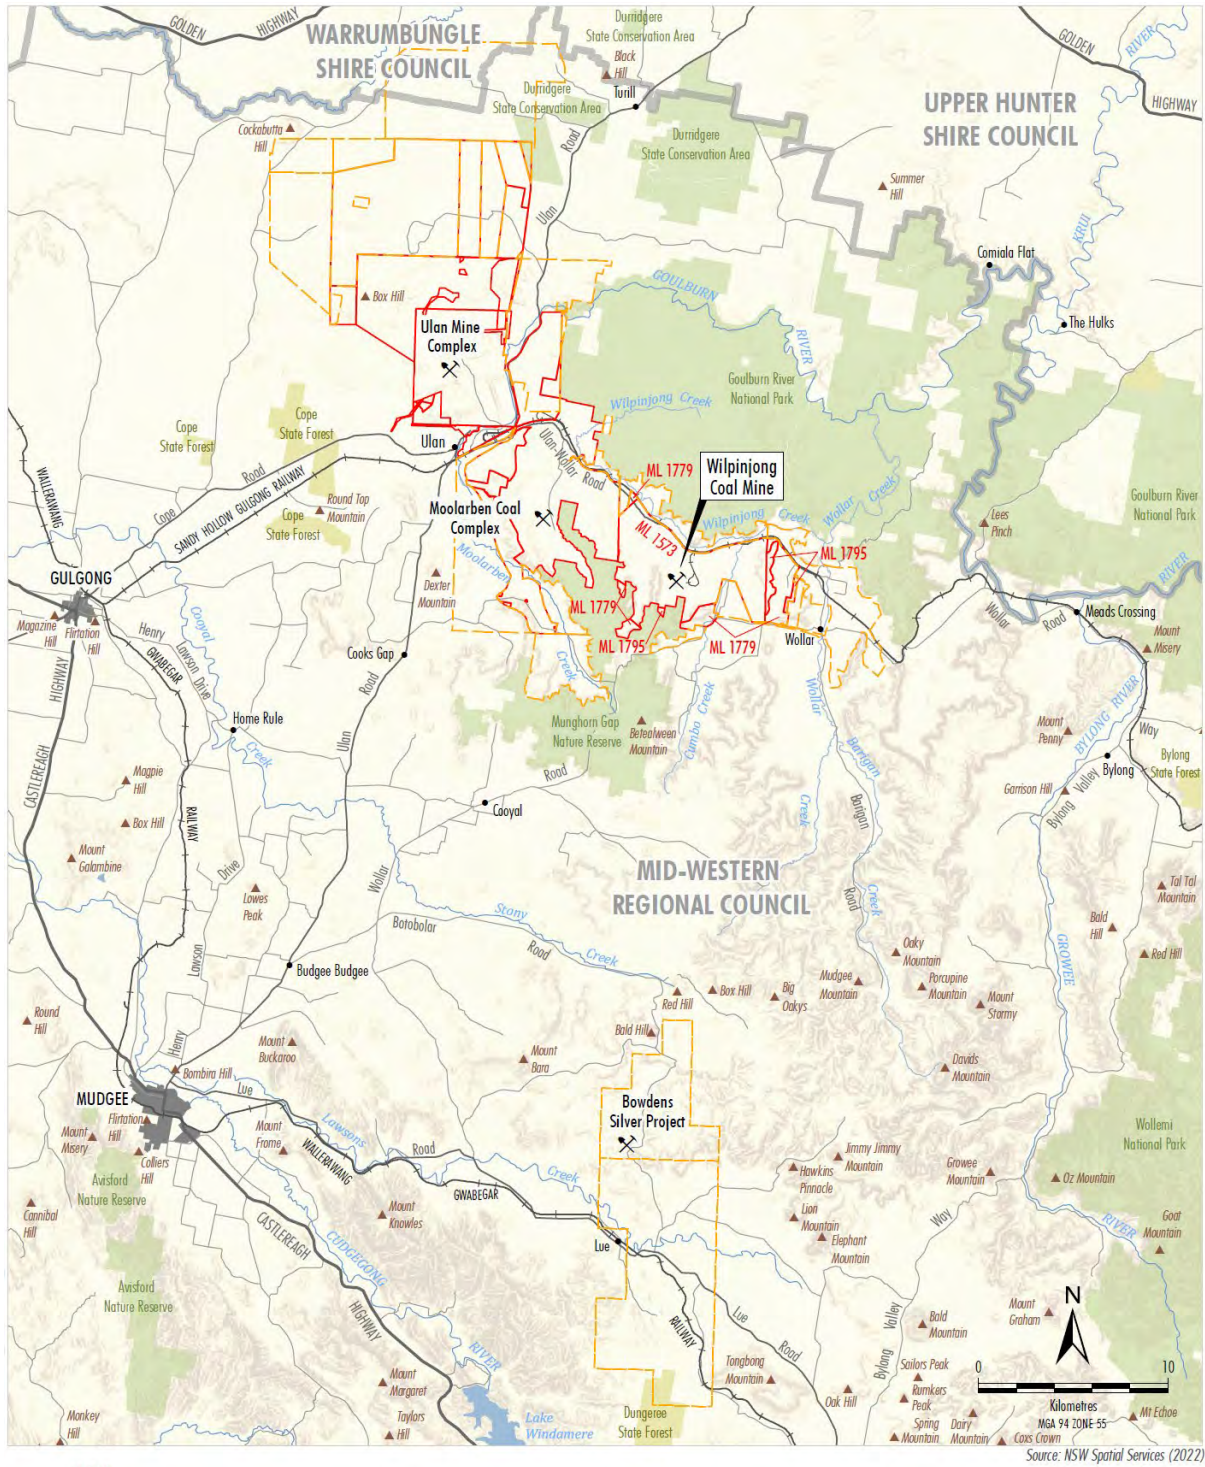 GOLDEN
HIGHWAY
WARRUMBUNGLE
SHIRE COUNCIL
Durridgere
State Conservation Area
Black
Hill
Turill
Durridgere
State Conservation Area
GOLDEN
HIGHWAY
RIVER
UPPER HUNTER
SHIRE COUNCIL
Cockabutta
Hill
Road
Durridgere
State Conservation Area
Summer
Hill
Ulan
KRUI
Comiala Flat
GOULBURN
RIVER
Box Hill
The Hulks
Ulan Mine
Complex
Goulburn River
National Park
Wilpinjong Creek
Cope
State Forest
Cope
State Forest
Ulan
Ulan-Wollar
Road
ML 1779
Wilpinjong
Coal Mine
WALLERAWANG
Cope
Road
SANDY HOLLOW GULGONG RAILWAY
Round Top
Mountain
Cope
State Forest
Moolarben Coal
Complex
ML 1573
Wilpinjong
Creek
Wollar
Creek
Lees
Pinch
Goulburn River
National Park
ML 1795
RIVER
GULGONG
Moolarben
Dexter
Mountain
ML 1779
Magazine
Hill
Flirtation
Hill
Cooyal
Henry
Lawson Drive
GWABEGAR
ML 1795
ML 1779
Wollar
Wollar
Road
Meads Crossing
Mount
Misery
HIGHWAY
Cooks Gap
Road
Creek
Cumbo Creek
Wollar
Home Rule
Creek
Ulan
Munghorn Gap
Nature Reserve
Betealween
Mountain
Barigan
Mount
Penny
BYLONG RIVER
Way
CASTLEREAGH
Magpie
Hill
Road
Bylong
Bylong
State Forest
Garrison Hill
Bylong Valley
Box Hill
RAILWAY
Cooyal
Creek
Barigan
Mount
Galambine
Drive
Wollar
MID-WESTERN
REGIONAL COUNCIL
Lowes
Peak
Road
Creek
Tal Tal
Mountain
Stony
Botobolar
Road
Creek
Bald
Hill
Lawson
Budgee Budgee
Oaky
Mountain
GROWEE
Red Hill
Mudgee
Mountain
Porcupine
Mountain
Red Hill
Box Hill
Big
Oakys
Mount
Stormy
Round
Hill
Bald Hill
Henry
Mount
Buckaroo
Mount
Bara
Davids
Mountain
Bombira Hill
MUDGEE
Lue
Bowdens
Silver Project
Flirtation
Hill
Mount
Misery
Mount
Frome
Lawsons
WALLERAWANG
Road
Wollemi
National Park
Jimmy Jimmy
Mountain
Colliers
Hill
Hawkins
Pinnacle
Growee
Mountain
Oz Mountain
Creek
Avisford
Nature Reserve
GWABEGAR
Cannibal
Hill
Mount
Knowles
Lion
Mountain
Way
RIVER
Goat
Mountain
CASTLEREAGH
CUDGEGONG
Lue
Elephant
Mountain
Avisford
Nature Reserve
HIGHWAY
RIVER
RAILWAY
Lue
Road
Bylong Valley
Bald
Mountain
Mount
Graham
N
0
10
Kilometres
MGA 94 ZONE 55
Mount
Margaret
Tongbong
Mountain
Sailors Peak
Rumkers
Peak
Oak Hill
Monkey
Hill
Taylors
Hill
Lake
Windamere
Dungeree
State Forest
Spring
Mountain
Dairy
Mountain
Coxs Crown
Mt Echoe
Source: NSW Spatial Services (2022)